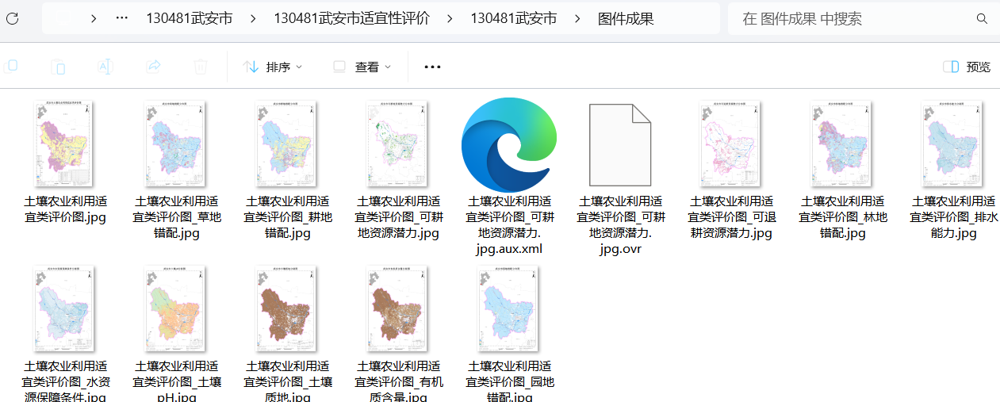 130481武安市
130481武安市适宜性评价
130481武安市
图件成果
在 图件成果 中搜索
排序
查看
预览
土壤农业利用适
宜类评价图.jpg
土壤农业利用适
宜类评价图_草地
错配.jpg
土壤农业利用适
宜类评价图_耕地
错配.jpg
土壤农业利用适
宜类评价图_可耕
地资源潜力.jpg
土壤农业利用适
宜类评价图_可耕
地资源潜力.
jpg.aux.xml
土壤农业利用适
宜类评价图_可耕
地资源潜力.
jpg.ovr
土壤农业利用适
宜类评价图_可退
耕资源潜力.jpg
土壤农业利用适
宜类评价图_林地
错配.jpg
土壤农业利用适
宜类评价图_排水
能力.jpg
土壤农业利用适
宜类评价图_水资
源保障条件.jpg
土壤农业利用适
宜类评价图_土壤
pH.jpg
土壤农业利用适
宜类评价图_土壤
质地.jpg
土壤农业利用适
宜类评价图_有机
质含量.jpg
土壤农业利用适
宜类评价图_园地
错配.jpg